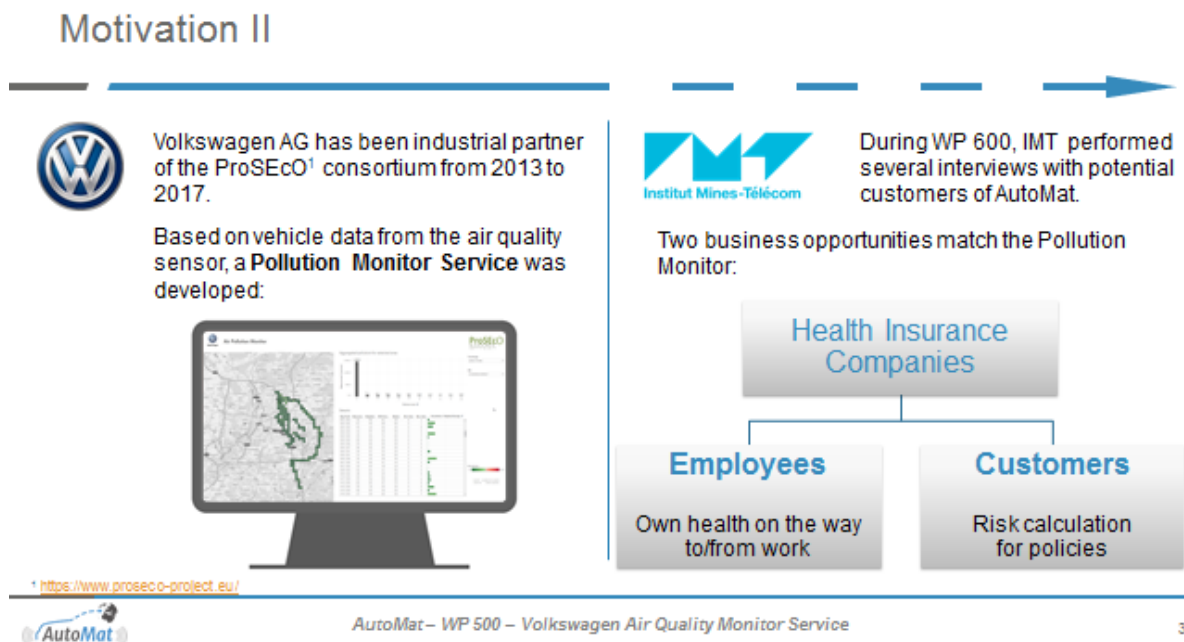 Motivation II
Volkswagen AG has been industrial partner
of the ProSEcO¹ consortium from 2013 to
2017.
Based on vehicle data from the air quality
sensor, a Pollution Monitor Service was
developed:
Air Pollution Monitor
ProSEcO
¹ https://www.proseco-project.eu/
Institut Mines-Télécom
During WP 600, IMT performed
several interviews with potential
customers of AutoMat.
Two business opportunities match the Pollution
Monitor:
Health Insurance
Companies
Employees
Own health on the way
to/from work
Customers
Risk calculation
for policies
AutoMat
AutoMat – WP 500 – Volkswagen Air Quality Monitor Service
3